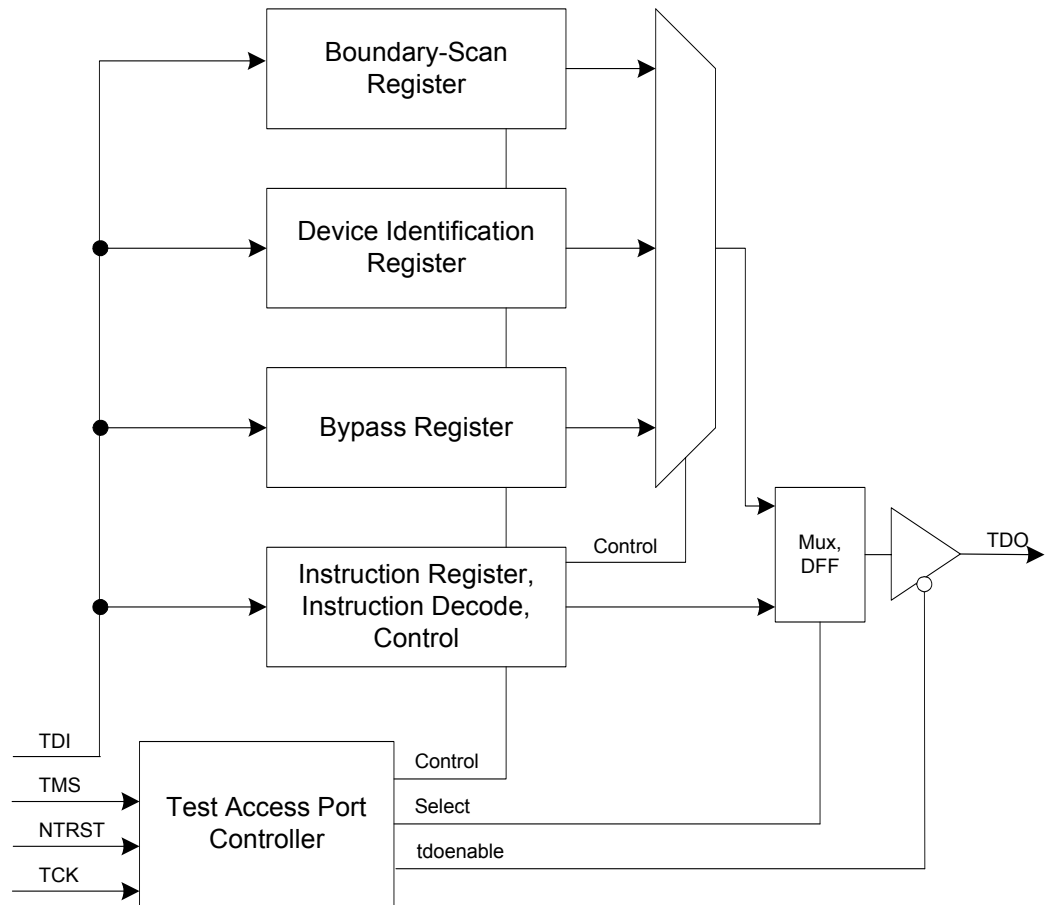 Boundary-Scan
Register
Device Identification
Register
Bypass Register
Control
Mux,
DFF
TDO
Instruction Register,
Instruction Decode,
Control
TDI
TMS
NTRST
TCK
Test Access Port
Controller
Control
Select
tdoenable